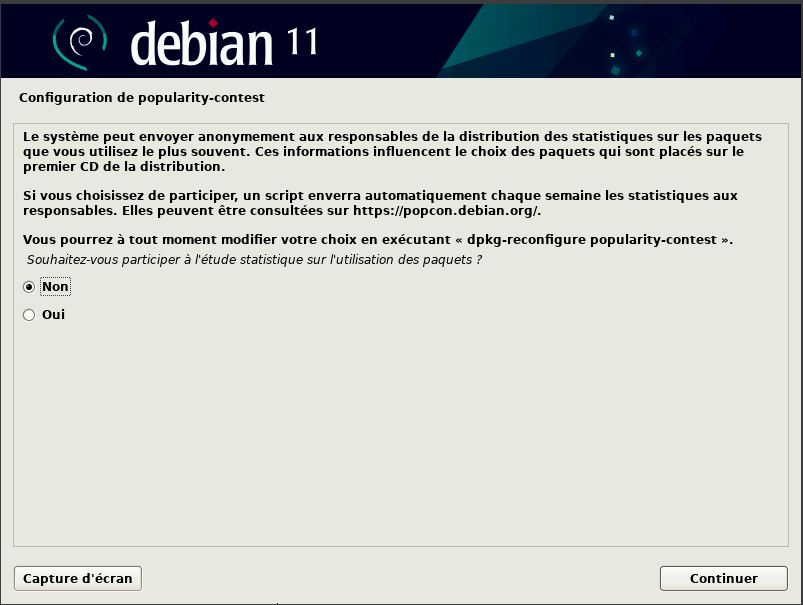 debian 11
Configuration de popularity-contest
Le système peut envoyer anonymement aux responsables de la distribution des statistiques sur les paquets
que vous utilisez le plus souvent. Ces informations influencent le choix des paquets qui sont placés sur le
premier CD de la distribution.
Si vous choisissez de participer, un script enverra automatiquement chaque semaine les statistiques aux
responsables. Elles peuvent être consultées sur https://popcon.debian.org/.
Vous pourrez à tout moment modifier votre choix en exécutant « dpkg-reconfigure popularity-contest ».
Souhaitez-vous participer à l'étude statistique sur l'utilisation des paquets ?
Non
Oui
Capture d'écran
Continuer